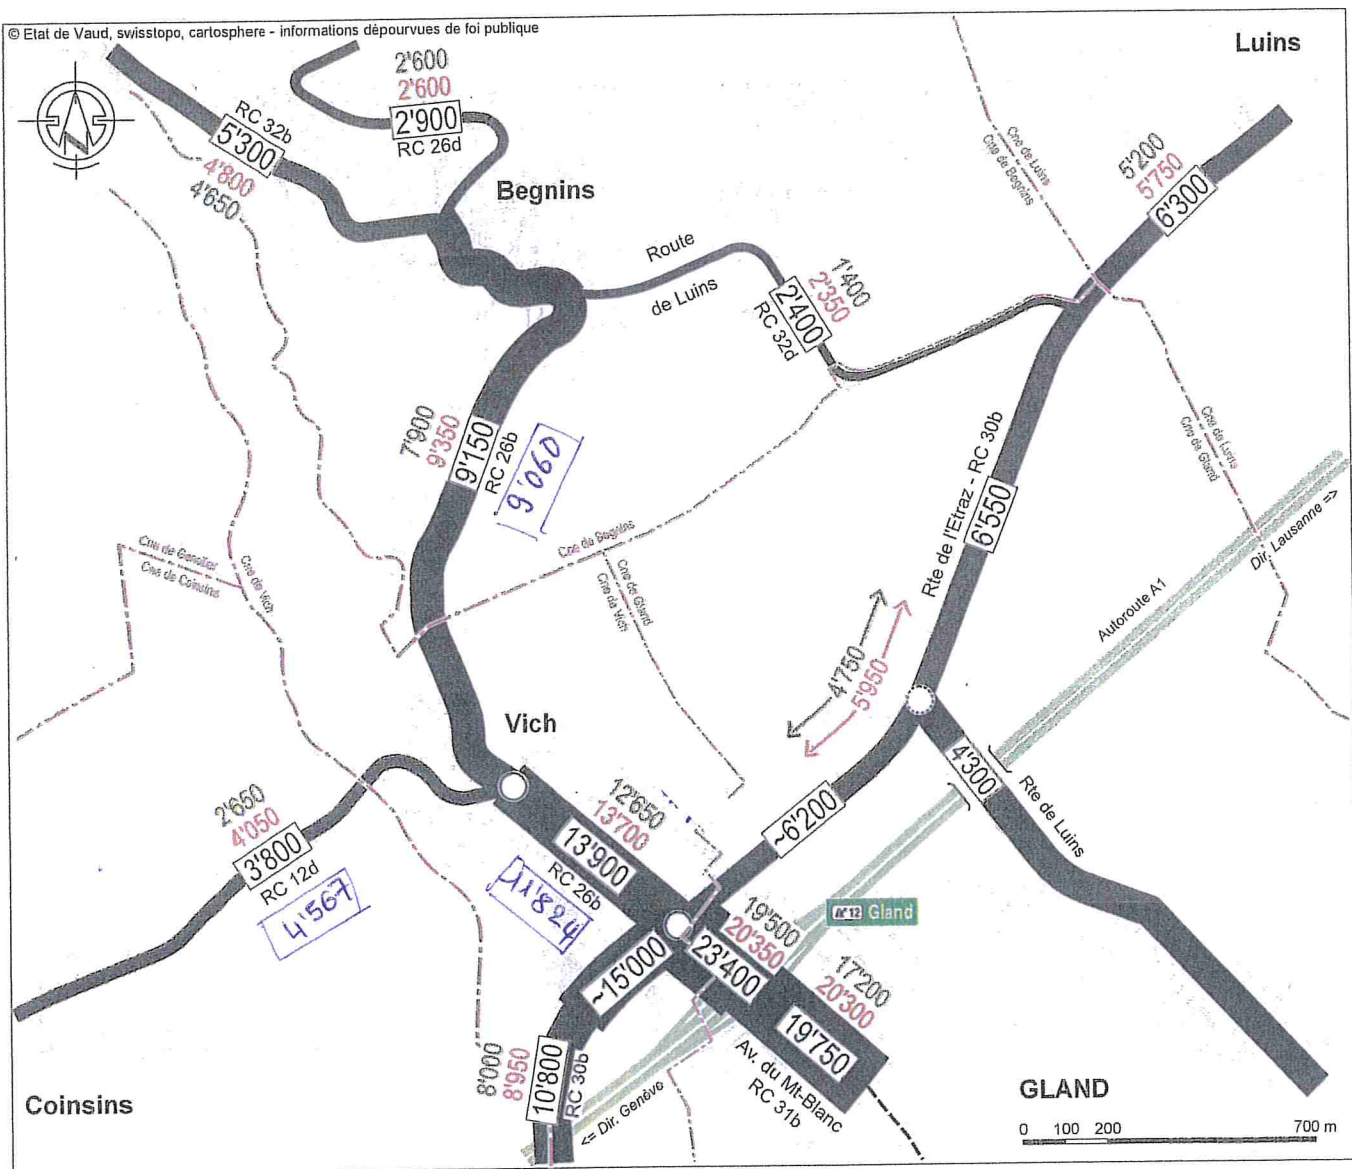 © Etat de Vaud, swisstopo, cartosphere - informations dépourvues de foi publique
Luins
2'600
2'600
2'900
RC 26d
RC 32b
5'300
4'800
4'650
Begnins
Cne de Luins
Cne de Begnins
5'200
5'750
6'300
Route
de Luins
1'400
2'350
2'400
RC 32d
7'900
9'350
9'150
RC 26b
9'060
Rte de l'Etraz - RC 30b
6'550
Cne de Luins
Cne de Gland
Dir. Lausanne =>
Autoroute A1
Cne de Begnins
Cne de Gland
Cne de Vich
Cne de Genolier
Cne de Coinsins
Cne de Vich
4'750
5'950
Vich
4'300
Rte de Luins
12'650
13'700
13'900
RC 26b
11'824
~6'200
2'650
4'050
3'800
RC 12d
4'567
12 Gland
19'500
20'350
23'400
17'200
20'300
19'750
~15'000
Av. du Mt-Blanc
RC 31b
8'000
8'950
10'800
RC 30b
<= Dir. Genève
Coinsins
GLAND
0 100 200 700 m